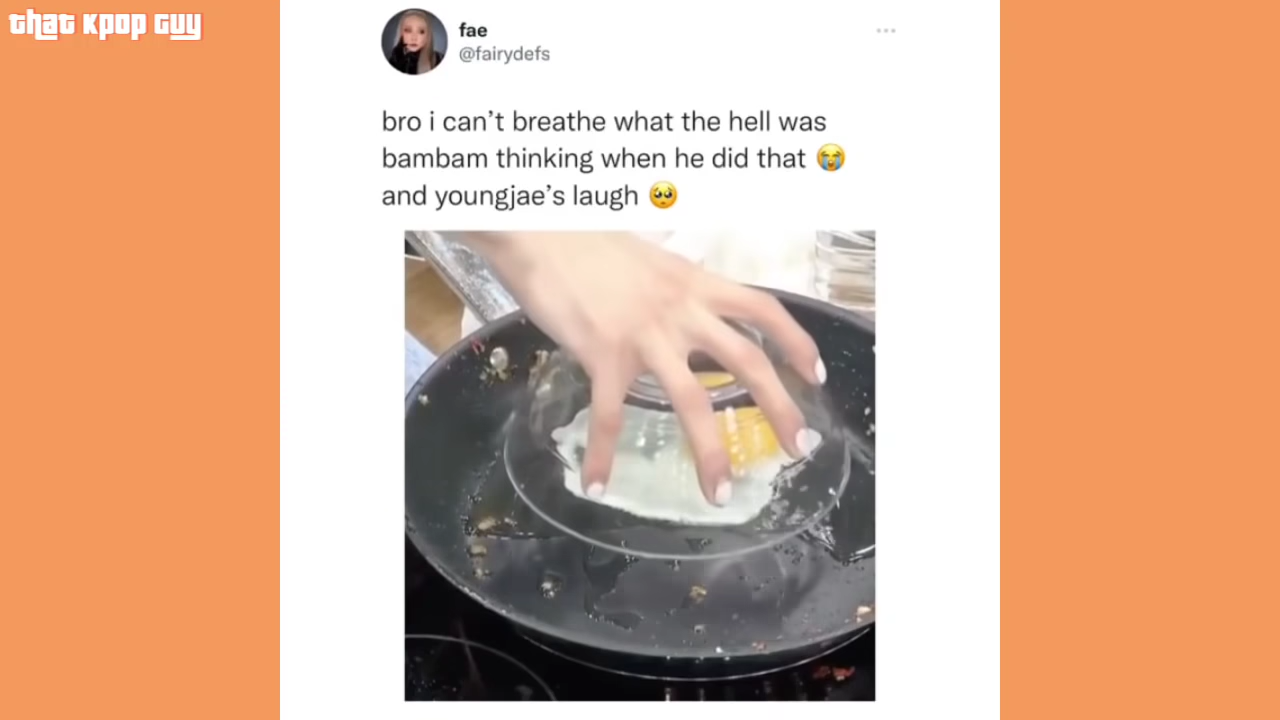 that kpop guy
fae
@fairydefs
bro i can’t breathe what the hell was
bambam thinking when he did that 😭
and youngjae’s laugh 🥺